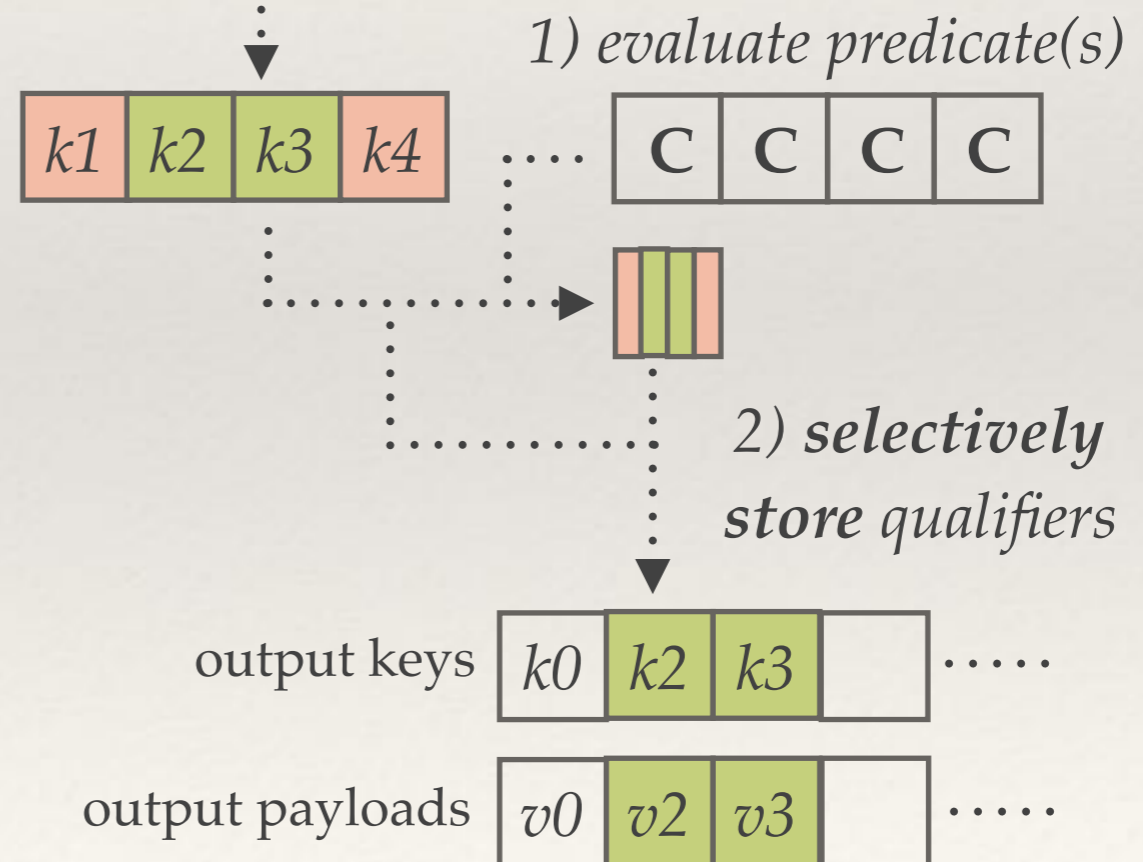 1) evaluate predicate(s)
k1 k2 k3 k4
C C C C
2) selectively
store qualifiers
output keys k0 k2 k3 .....
output payloads v0 v2 v3 .....